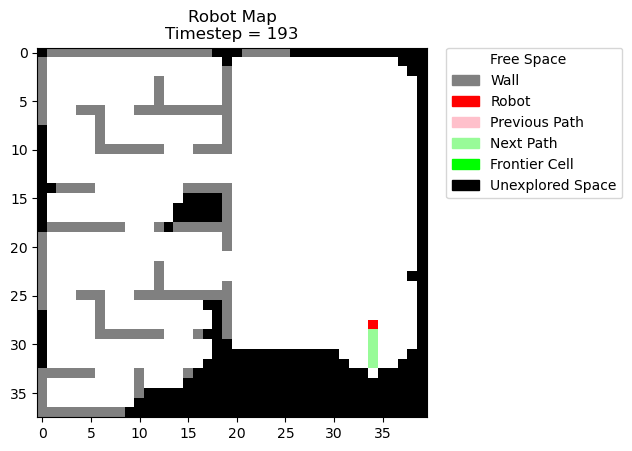 Robot Map
Timestep = 193
0
5
10
15
20
25
30
35
0
5
10
15
20
25
30
35
Free Space
Wall
Robot
Previous Path
Next Path
Frontier Cell
Unexplored Space